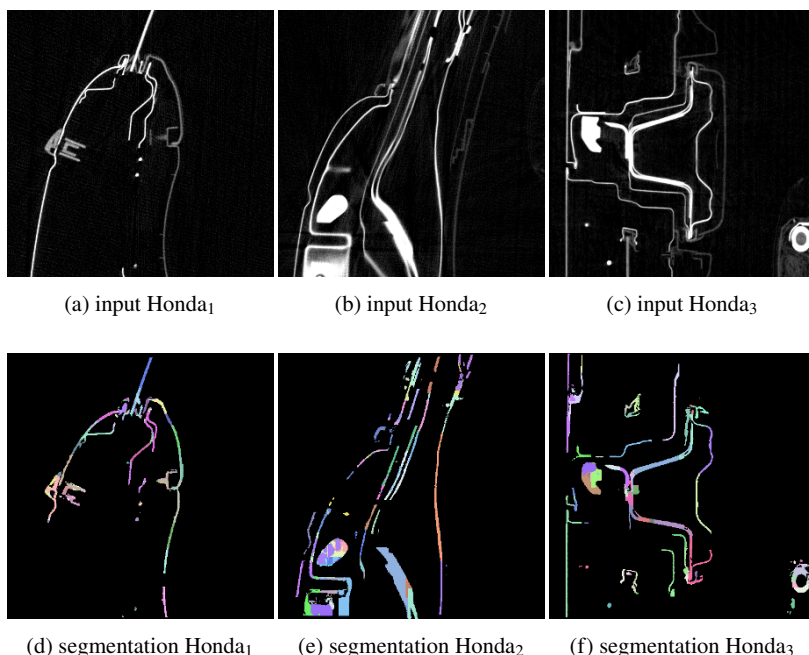 (a) input Honda₁ (b) input Honda₂ (c) input Honda₃
(d) segmentation Honda₁ (e) segmentation Honda₂ (f) segmentation Honda₃